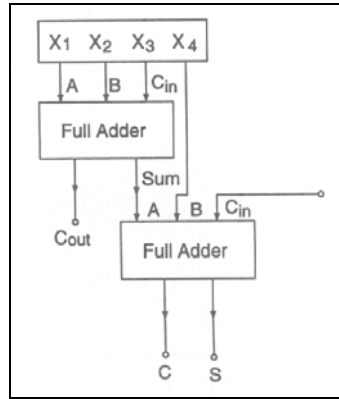 X1 X2 X3 X4
A B Cin
Full Adder
Sum
A B Cin
Cout
Full Adder
C S